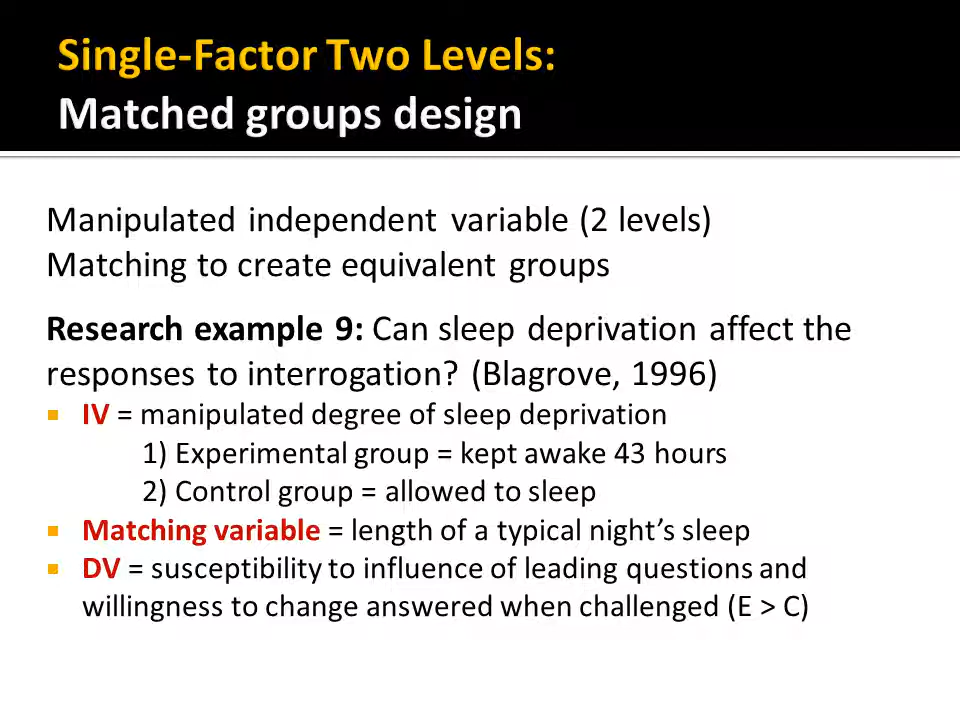 Single-Factor Two Levels:
Matched groups design
Manipulated independent variable (2 levels)
Matching to create equivalent groups
Research example 9: Can sleep deprivation affect the
responses to interrogation? (Blagrove, 1996)
IV = manipulated degree of sleep deprivation
1) Experimental group = kept awake 43 hours
2) Control group = allowed to sleep
Matching variable = length of a typical night’s sleep
DV = susceptibility to influence of leading questions and
willingness to change answered when challenged (E > C)